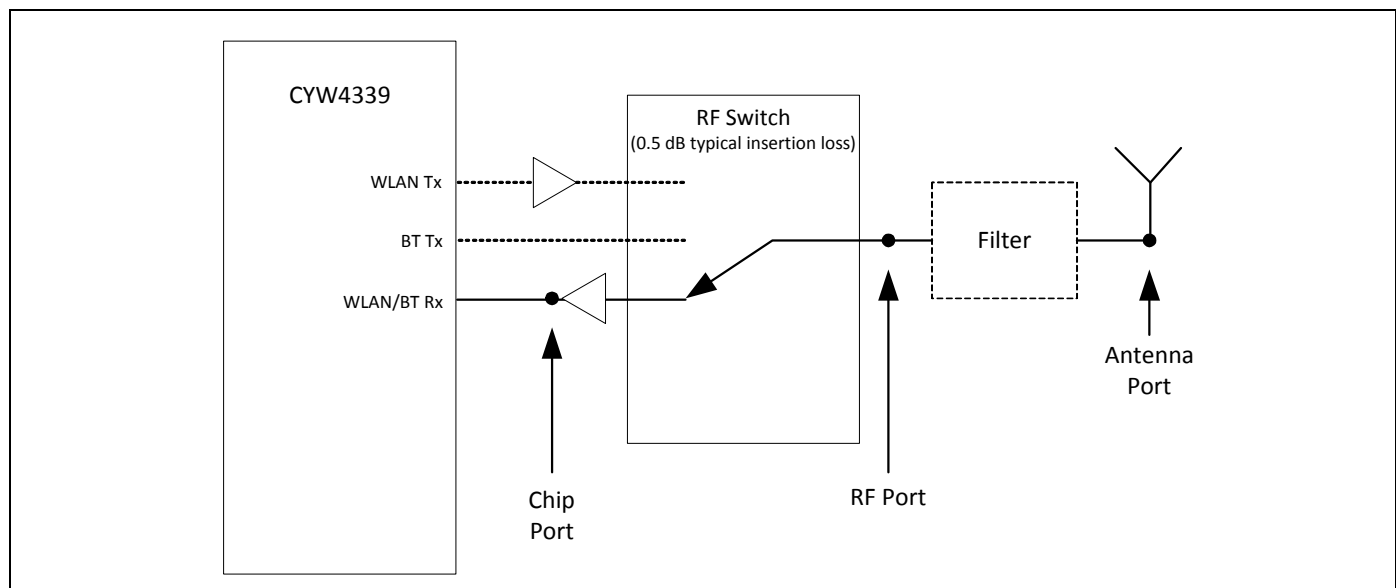 CYW4339
RF Switch
(0.5 dB typical insertion loss)
WLAN Tx
BT Tx
Filter
WLAN/BT Rx
Antenna
Port
Chip
Port
RF Port